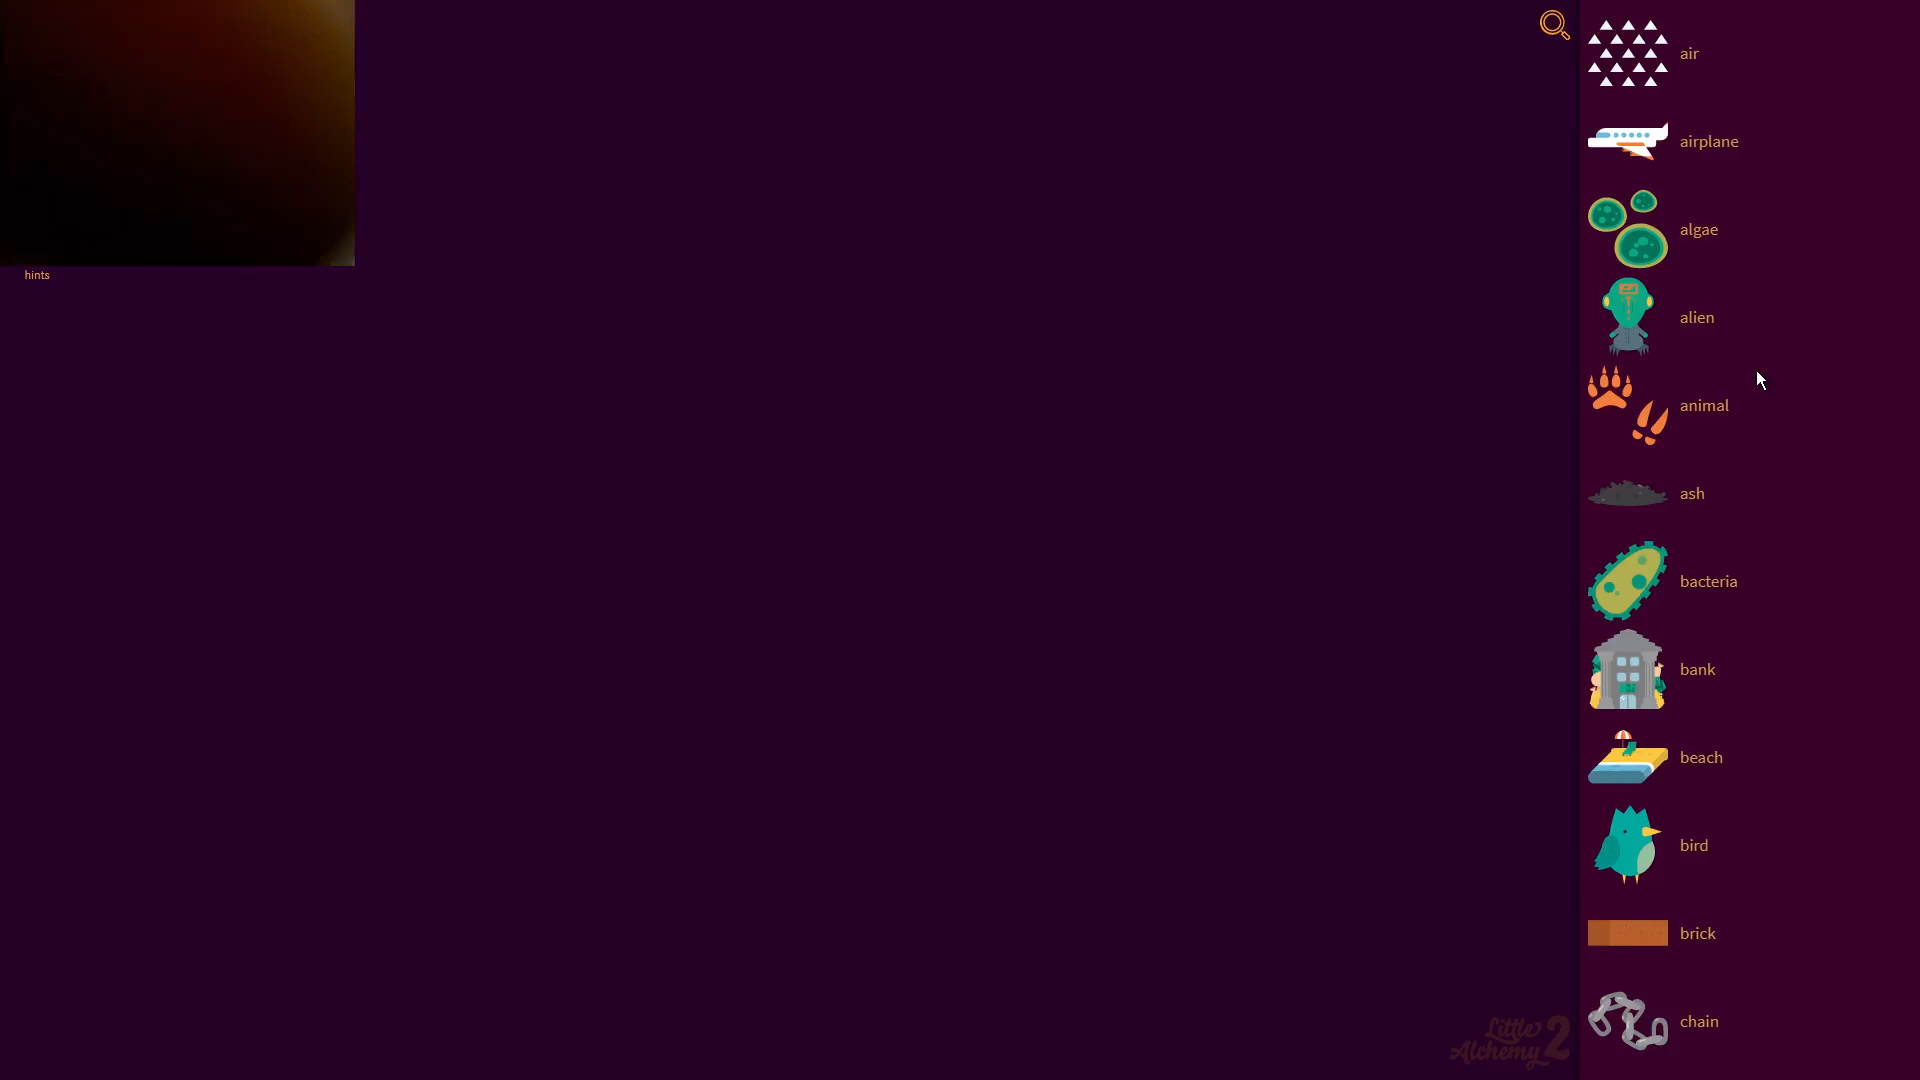 air
airplane
algae
hints
alien
animal
ash
bacteria
bank
beach
bird
brick
chain
Little
Alchemy 2